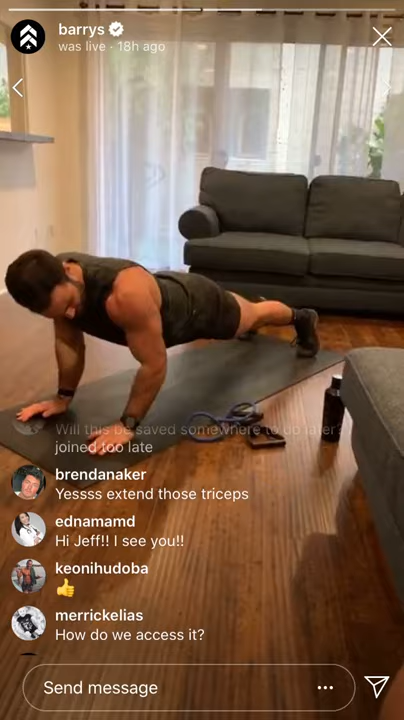 barrys
was live · 18h ago
Will this be saved somewhere to do later?
joined too late
brendanaker
Yessss extend those triceps
ednamamd
Hi Jeff!! I see you!!
keonihudoba
👍
merrickelias
How do we access it?
Send message